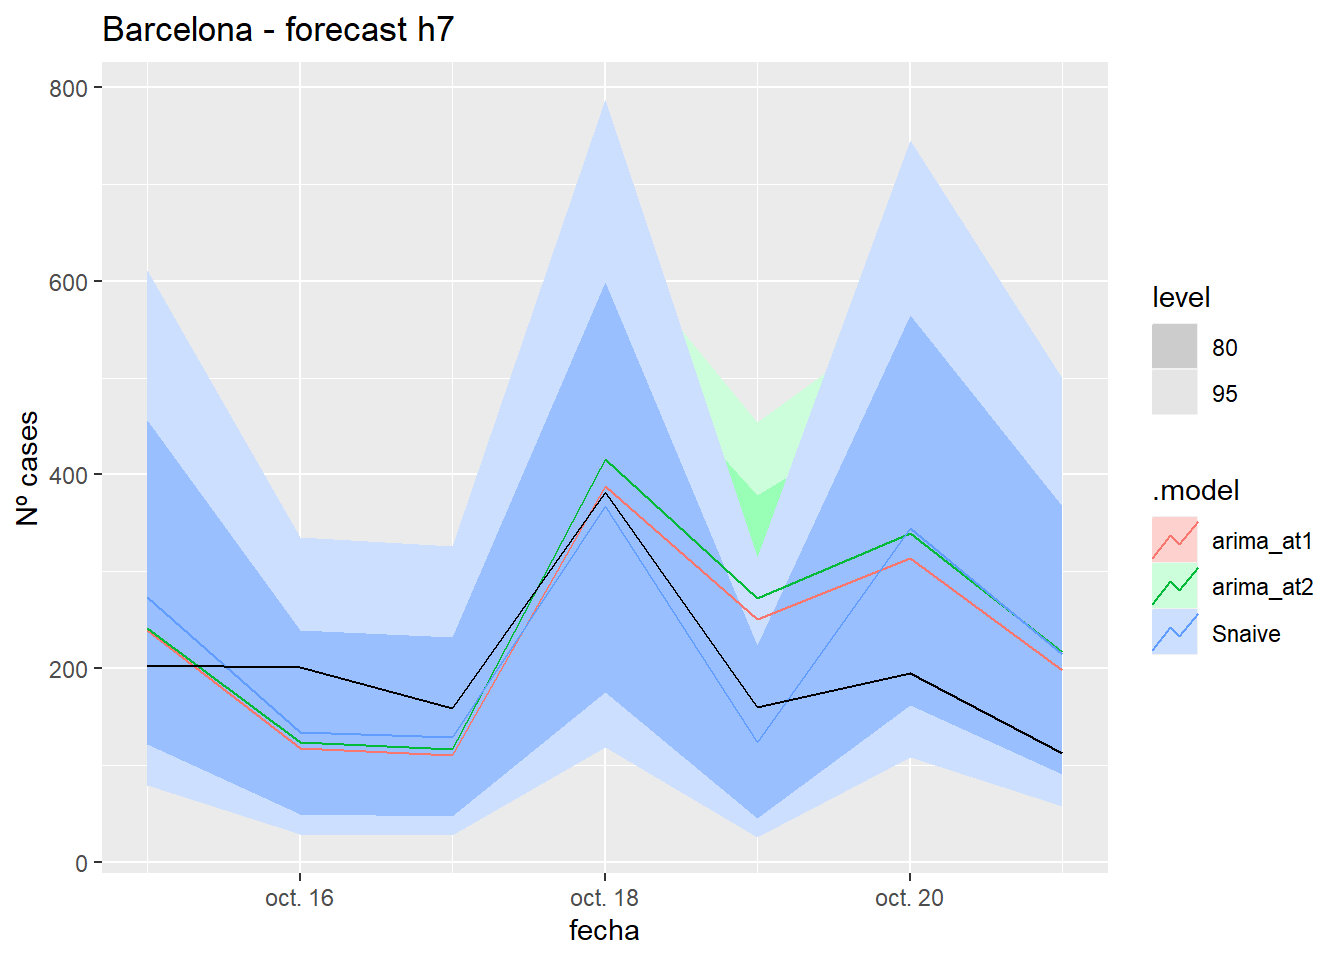 Barcelona - forecast h7
800
600
400
200
0
Nº cases
oct. 16
oct. 18
oct. 20
fecha
level
80
95
.model
arima_at1
arima_at2
Snaive